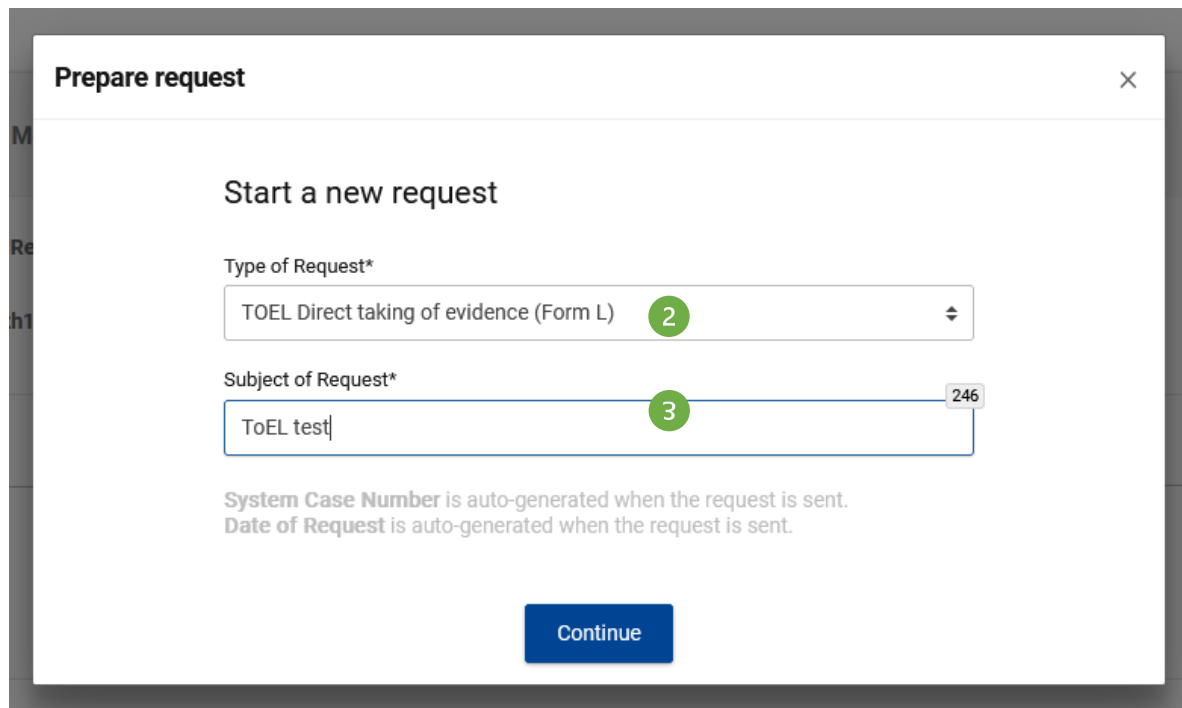 Prepare request
Start a new request
Type of Request*
TOEL Direct taking of evidence (Form L)
2
Subject of Request*
246
3
ToEL test
System Case Number is auto-generated when the request is sent.
Date of Request is auto-generated when the request is sent.
Continue